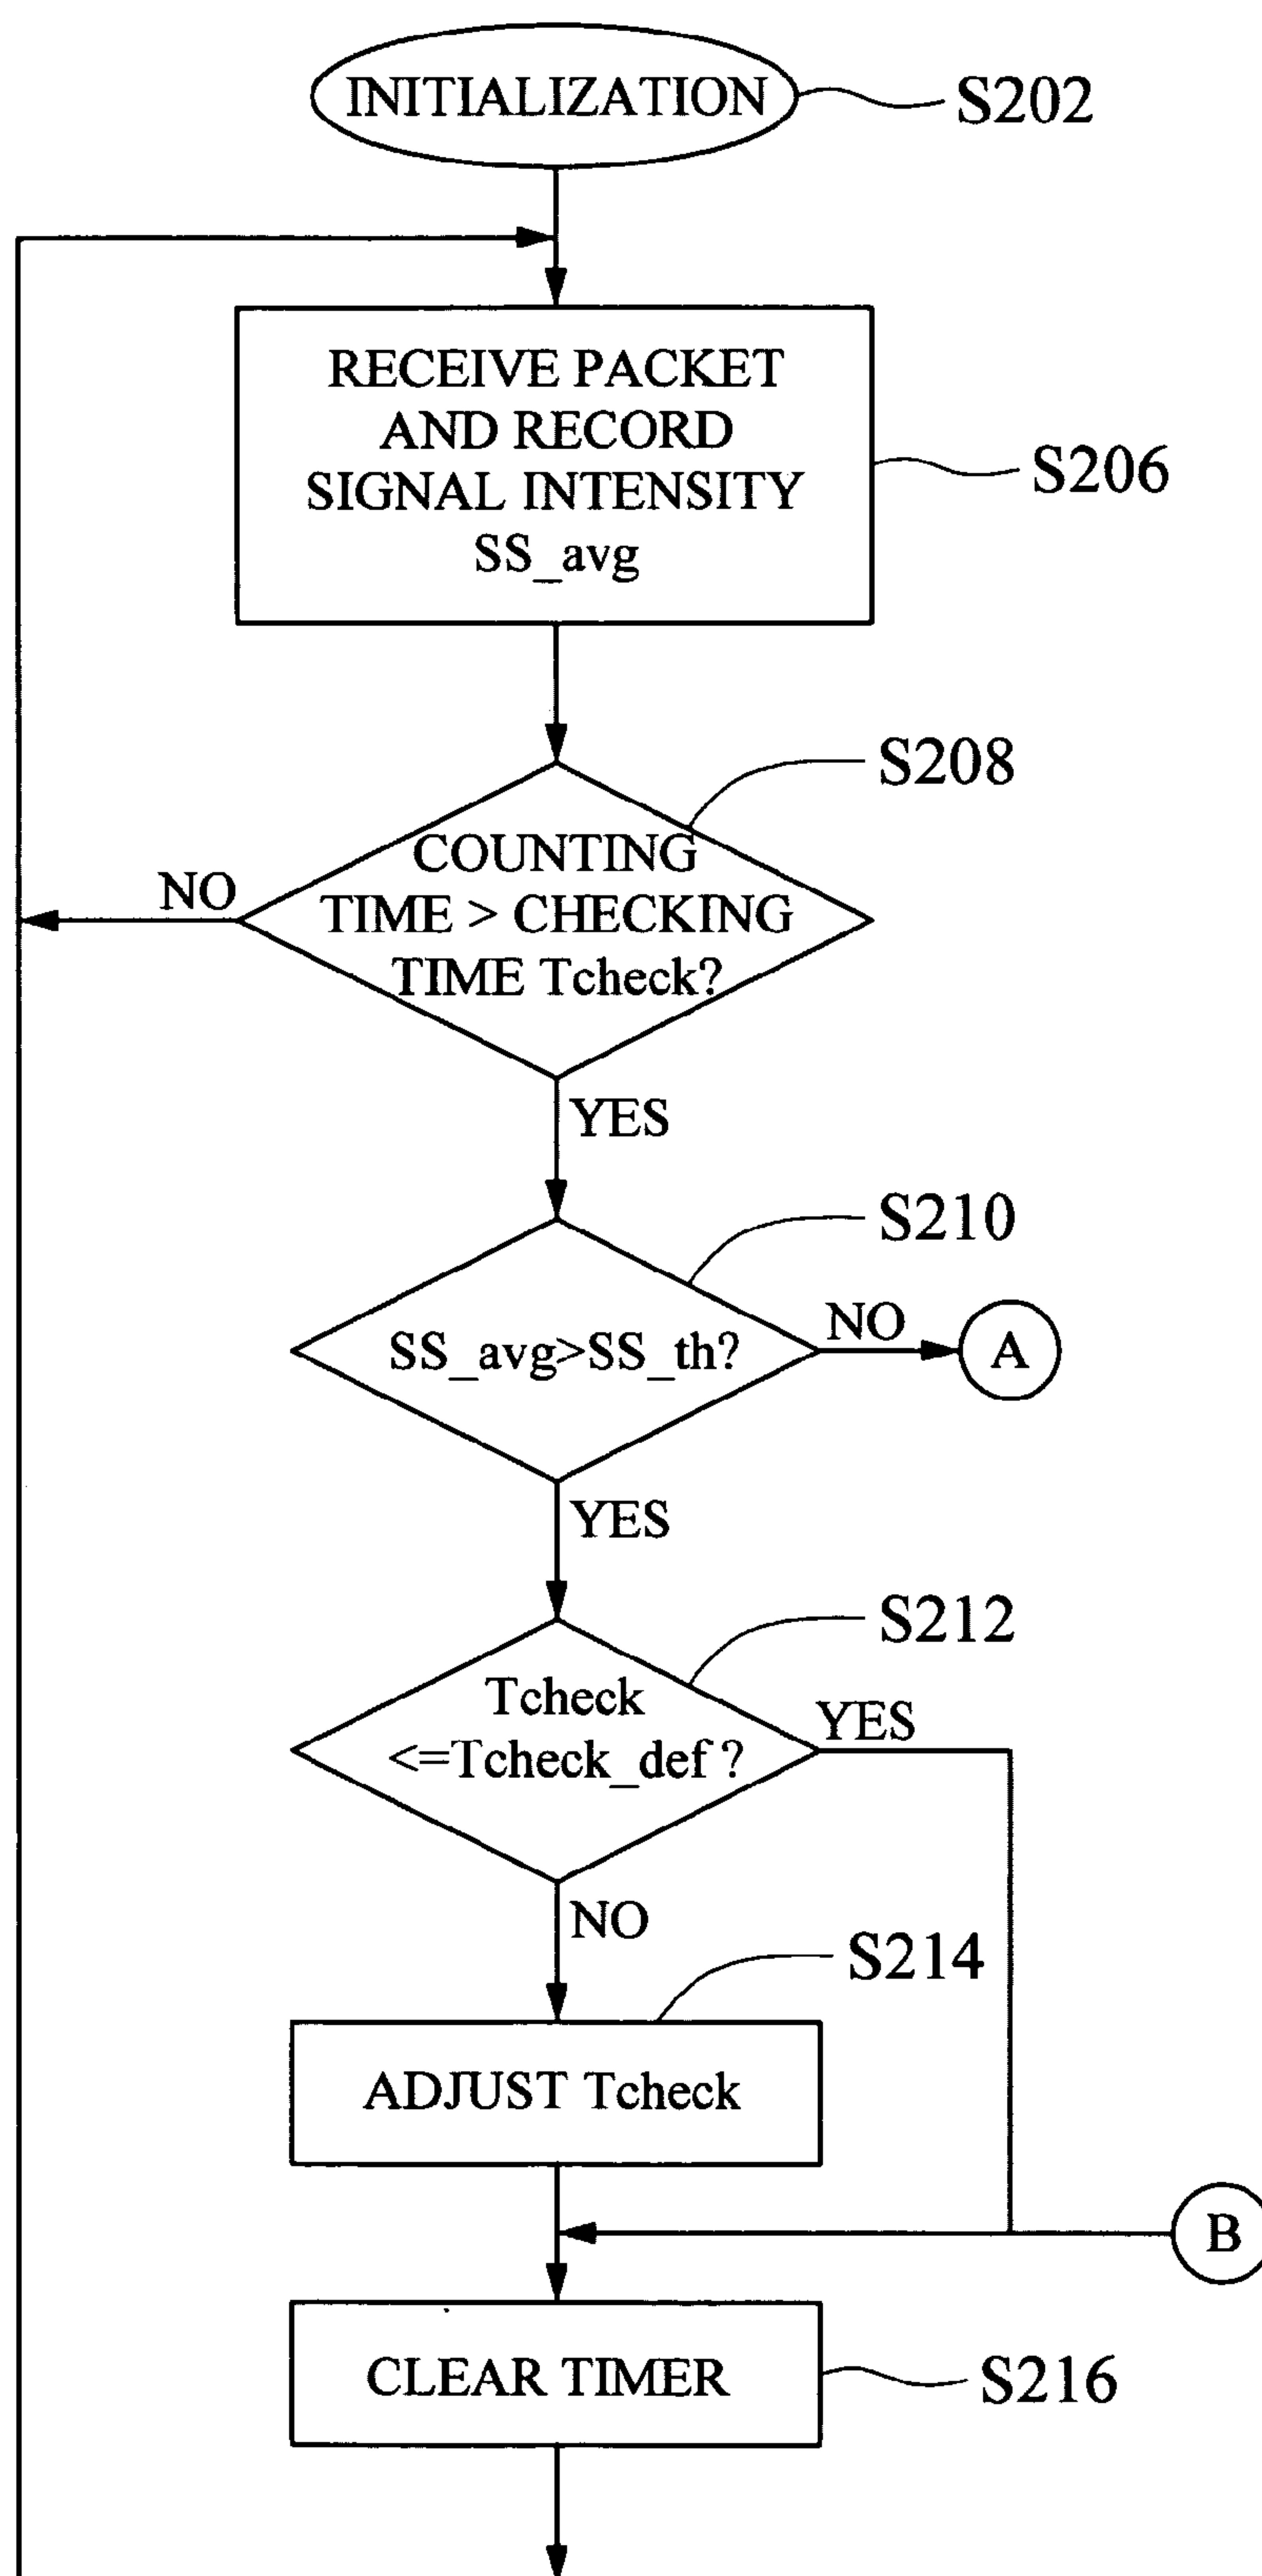 INITIALIZATION
S202
RECEIVE PACKET
AND RECORD
SIGNAL INTENSITY
SS_avg
S206
S208
COUNTING
TIME > CHECKING
TIME Tcheck?
NO
YES
S210
SS_avg>SS_th?
NO
A
YES
S212
Tcheck
<=Tcheck_def ?
YES
NO
S214
ADJUST Tcheck
B
CLEAR TIMER
S216